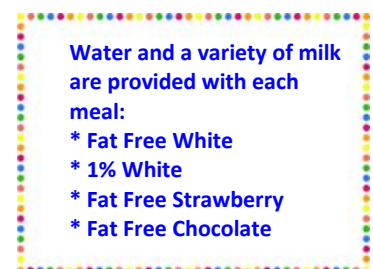 Water and a variety of milk
are provided with each
meal:
* Fat Free White
* 1% White
* Fat Free Strawberry
* Fat Free Chocolate